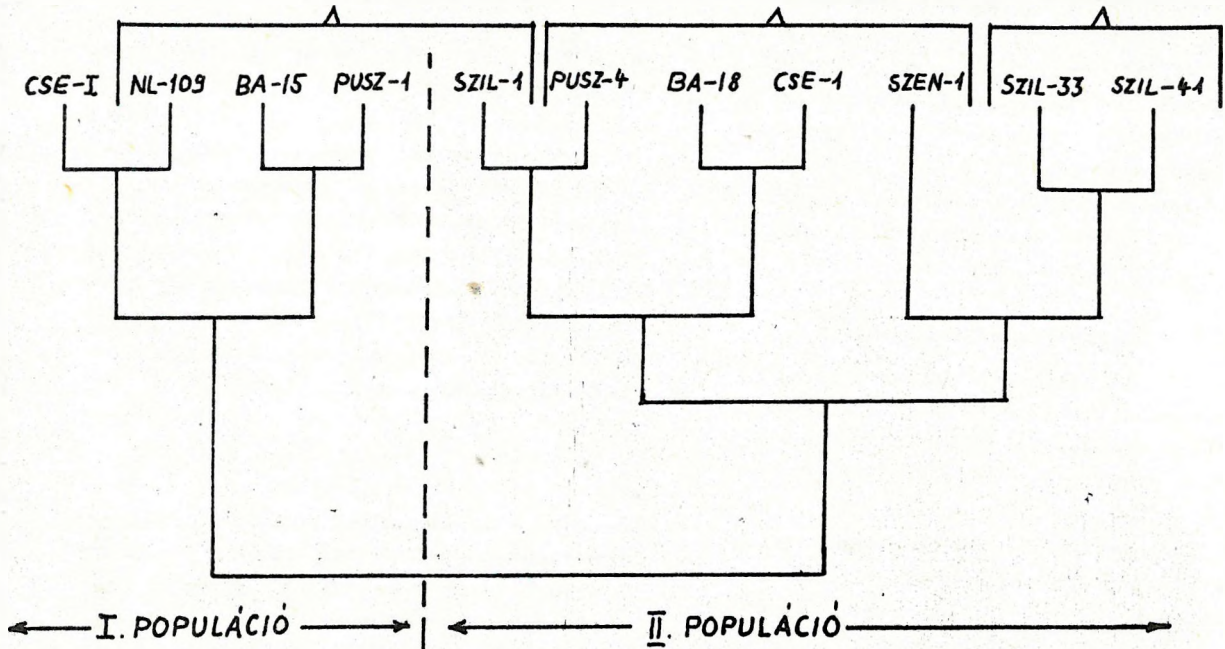 CSE-I NL-109 BA-15 PUSZ-1 SZIL-1 PUSZ-4 BA-18 CSE-1 SZEN-1 SZIL-33 SZIL-41
I. POPULÁCIÓ II. POPULÁCIÓ